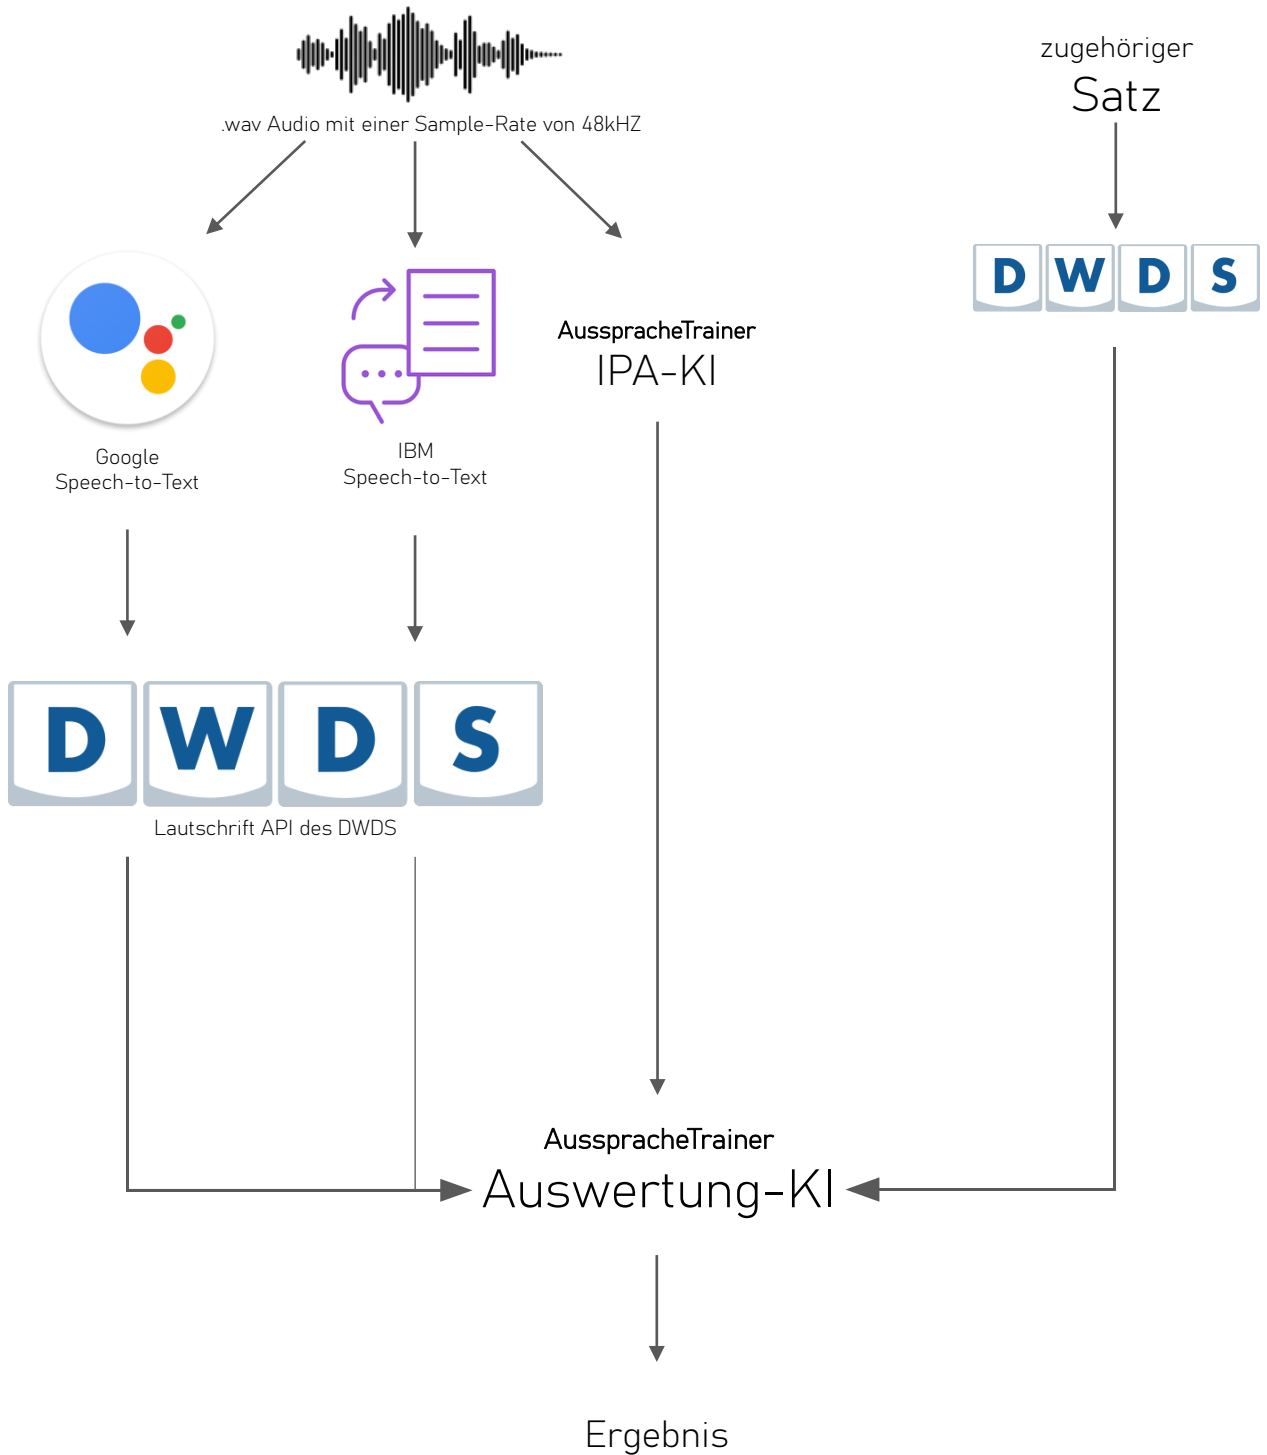 .wav Audio mit einer Sample-Rate von 48kHZ
zugehöriger
Satz
DWDS
AusspracheTrainer
IPA-KI
Google
Speech-to-Text
IBM
Speech-to-Text
DWDS
Lautschrift API des DWDS
AusspracheTrainer
Auswertung-KI
Ergebnis